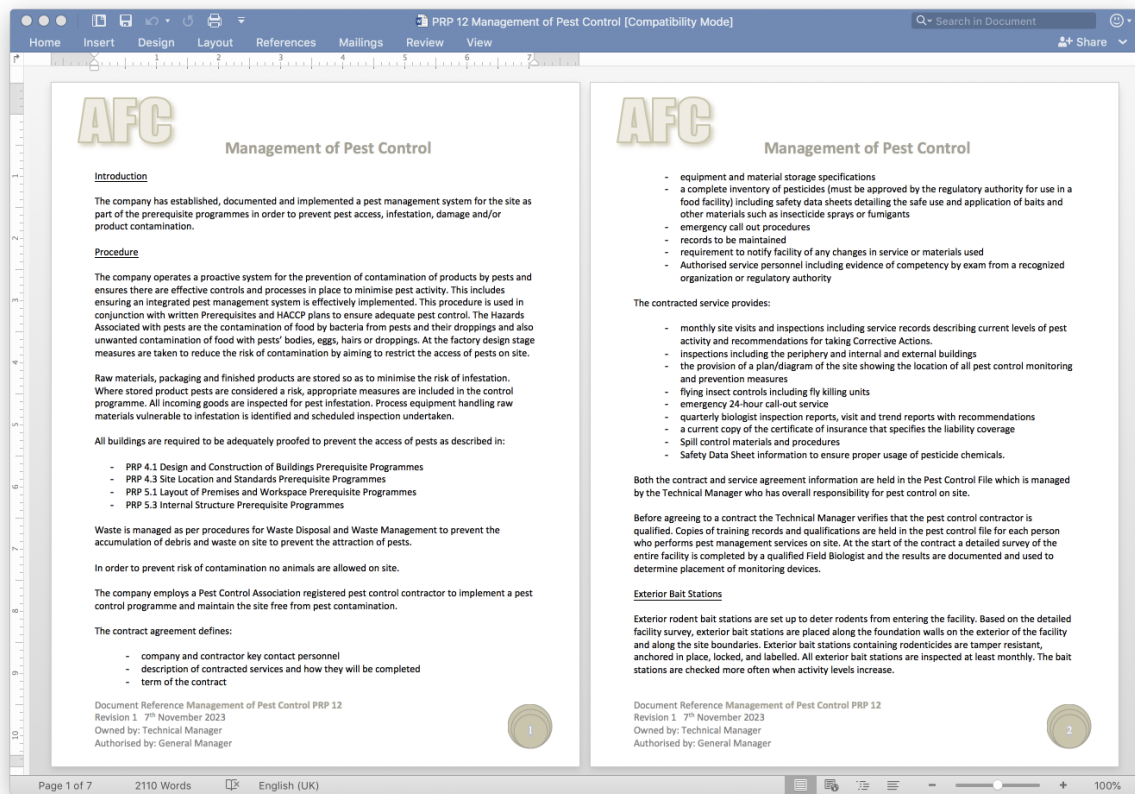 PRP 12 Management of Pest Control [Compatibility Mode]
Search in Document
Home Insert Design Layout References Mailings Review View
Share
1 2 3 4 5 6 7
AFC
Management of Pest Control
Introduction
The company has established, documented and implemented a pest management system for the site as
part of the prerequisite programmes in order to prevent pest access, infestation, damage and/or
product contamination.
Procedure
The company operates a proactive system for the prevention of contamination of products by pests and
ensures there are effective controls and processes in place to minimise pest activity. This includes
ensuring an integrated pest management system is effectively implemented. This procedure is used in
conjunction with written Prerequisites and HACCP plans to ensure adequate pest control. The Hazards
Associated with pests are the contamination of food by bacteria from pests and their droppings and also
unwanted contamination of food with pests' bodies, eggs, hairs or droppings. At the factory design stage
measures are taken to reduce the risk of contamination by aiming to restrict the access of pests on site.
Raw materials, packaging and finished products are stored so as to minimise the risk of infestation.
Where stored product pests are considered a risk, appropriate measures are included in the control
programme. All incoming goods are inspected for pest infestation. Process equipment handling raw
materials vulnerable to infestation is identified and scheduled inspection undertaken.
All buildings are required to be adequately proofed to prevent the access of pests as described in:
- PRP 4.1 Design and Construction of Buildings Prerequisite Programmes
- PRP 4.3 Site Location and Standards Prerequisite Programmes
- PRP 5.1 Layout of Premises and Workspace Prerequisite Programmes
- PRP 5.3 Internal Structure Prerequisite Programmes
Waste is managed as per procedures for Waste Disposal and Waste Management to prevent the
accumulation of debris and waste on site to prevent the attraction of pests.
In order to prevent risk of contamination no animals are allowed on site.
The company employs a Pest Control Association registered pest control contractor to implement a pest
control programme and maintain the site free from pest contamination.
The contract agreement defines:
- company and contractor key contact personnel
- description of contracted services and how they will be completed
- term of the contract
Document Reference Management of Pest Control PRP 12
Revision 1 7th November 2023
Owned by: Technical Manager
Authorised by: General Manager
1
AFC
Management of Pest Control
- equipment and material storage specifications
- a complete inventory of pesticides (must be approved by the regulatory authority for use in a
food facility) including safety data sheets detailing the safe use and application of baits and
other materials such as insecticide sprays or fumigants
- emergency call out procedures
- records to be maintained
- requirement to notify facility of any changes in service or materials used
- Authorised service personnel including evidence of competency by exam from a recognized
organization or regulatory authority
The contracted service provides:
- monthly site visits and inspections including service records describing current levels of pest
activity and recommendations for taking Corrective Actions.
- inspections including the periphery and internal and external buildings
- the provision of a plan/diagram of the site showing the location of all pest control monitoring
and prevention measures
- flying insect controls including fly killing units
- emergency 24-hour call-out service
- quarterly biologist inspection reports, visit and trend reports with recommendations
- a current copy of the certificate of insurance that specifies the liability coverage
- Spill control materials and procedures
- Safety Data Sheet information to ensure proper usage of pesticide chemicals.
Both the contract and service agreement information are held in the Pest Control File which is managed
by the Technical Manager who has overall responsibility for pest control on site.
Before agreeing to a contract the Technical Manager verifies that the pest control contractor is
qualified. Copies of training records and qualifications are held in the pest control file for each person
who performs pest management services on site. At the start of the contract a detailed survey of the
entire facility is completed by a qualified Field Biologist and the results are documented and used to
determine placement of monitoring devices.
Exterior Bait Stations
Exterior rodent bait stations are set up to deter rodents from entering the facility. Based on the detailed
facility survey, exterior bait stations are placed along the foundation walls on the exterior of the facility
and along the site boundaries. Exterior bait stations containing rodenticides are tamper resistant,
anchored in place, locked, and labelled. All exterior bait stations are inspected at least monthly. The bait
stations are checked more often when activity levels increase.
Document Reference Management of Pest Control PRP 12
Revision 1 7th November 2023
Owned by: Technical Manager
Authorised by: General Manager
2
1 2 3 4 5 6 7 8 9 10
Page 1 of 7 2110 Words English (UK) 100%